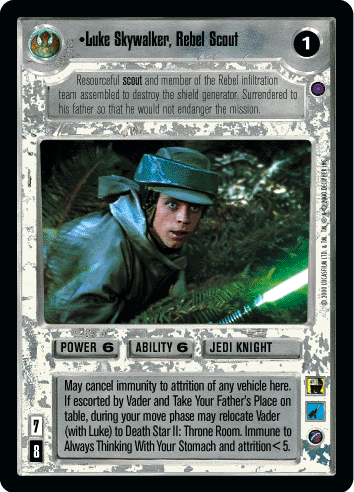 •Luke Skywalker, Rebel Scout
1
Resourceful scout and member of the Rebel infiltration
team assembled to destroy the shield generator. Surrendered to
his father so that he would not endanger the mission.
POWER 6 ABILITY 6 JEDI KNIGHT
May cancel immunity to attrition of any vehicle here.
If escorted by Vader and Take Your Father's Place on
table, during your move phase may relocate Vader
(with Luke) to Death Star II: Throne Room. Immune to
Always Thinking With Your Stomach and attrition < 5.
7
8